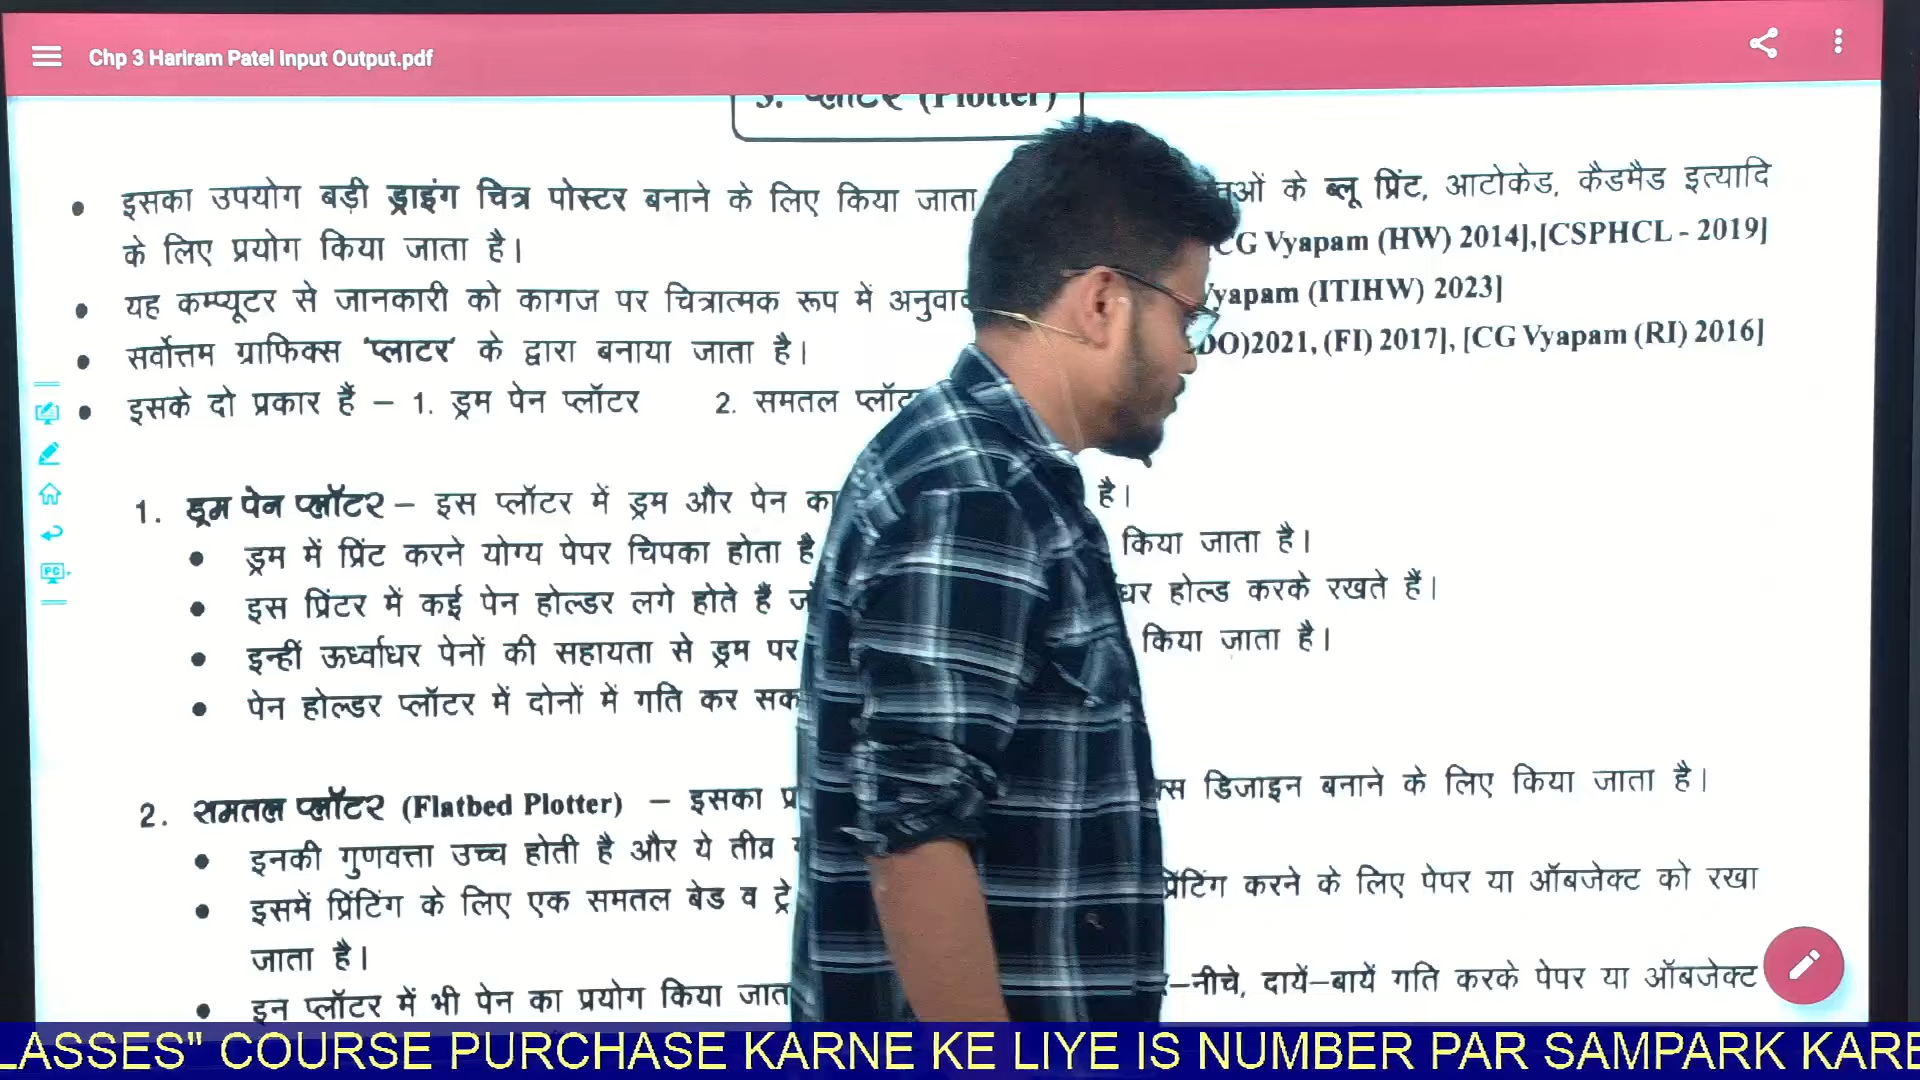 Chp 3 Hariram Patel Input Output.pdf
3. प्लॉटर (Plotter)
इसका उपयोग बड़ी ड्राइंग चित्र पोस्टर बनाने के लिए किया जाता के ब्लू प्रिंट, आटोकेड, कैडमैड इत्यादि
के लिए प्रयोग किया जाता है। CG Vyapam (HW) 2014],[CSPHCL - 2019]
यह कम्प्यूटर से जानकारी को कागज पर चित्रात्मक रूप में Vyapam (ITIHW) 2023]
सर्वोत्तम ग्राफिक्स 'प्लाटर' के द्वारा बनाया जाता है। DO)2021, (FI) 2017], [CG Vyapam (RI) 2016]
इसके दो प्रकार हैं – 1. ड्रम पेन प्लॉटर 2. समतल
1. ड्रम पेन प्लॉटर – इस प्लॉटर में ड्रम और पेन का है।
ड्रम में प्रिंट करने योग्य पेपर चिपका होता है किया जाता है।
इस प्रिंटर में कई पेन होल्डर लगे होते हैं होल्ड करके रखते हैं।
इन्हीं ऊर्ध्वाधर पेनों की सहायता से ड्रम पर किया जाता है।
पेन होल्डर प्लॉटर में दोनों में गति कर
2. समतल प्लॉटर (Flatbed Plotter) – इसका डिजाइन बनाने के लिए किया जाता है।
इनकी गुणवत्ता उच्च होती है और ये तीव्र
इसमें प्रिंटिंग के लिए एक समतल बेड व ट्रे प्रिंटिंग करने के लिए पेपर या ऑबजेक्ट को रखा
जाता है।
इन प्लॉटर में भी पेन का प्रयोग किया –नीचे, दायें–बायें गति करके पेपर या ऑबजेक्ट
LASSES" COURSE PURCHASE KARNE KE LIYE IS NUMBER PAR SAMPARK KARE